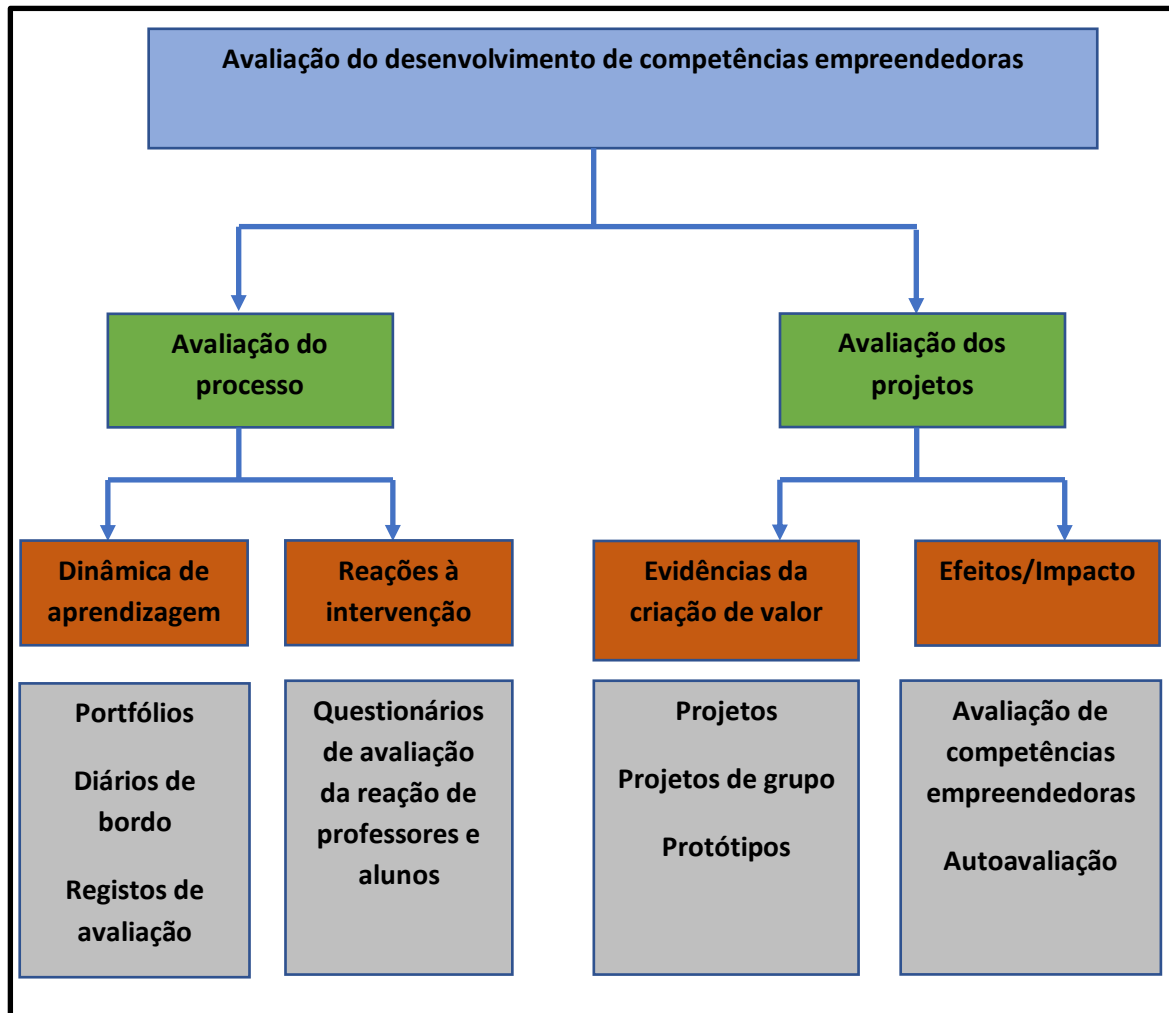 Avaliação do desenvolvimento de competências empreendedoras
Avaliação do
processo
Avaliação dos
projetos
Dinâmica de
aprendizagem
Reações à
intervenção
Evidências da
criação de valor
Efeitos/Impacto
Portfólios
Diários de
bordo
Registos de
avaliação
Questionários
de avaliação
da reação de
professores e
alunos
Projetos
Projetos de grupo
Protótipos
Avaliação de
competências
empreendedoras
Autoavaliação